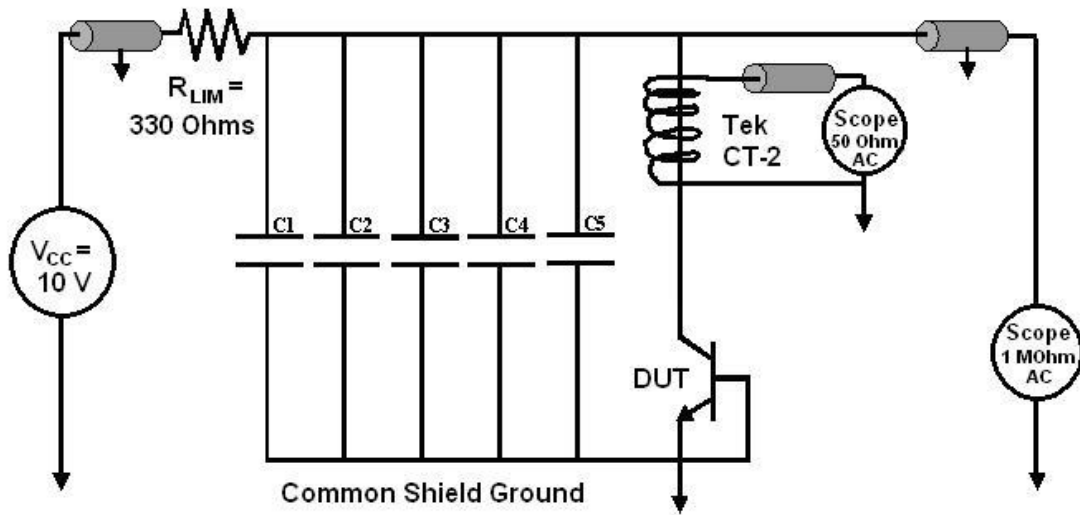 R_LIM =
330 Ohms
Tek
CT-2
Scope
50 Ohm
AC
C1
C2
C3
C4
C5
V_CC =
10 V
Scope
1 MOhm
AC
DUT
Common Shield Ground